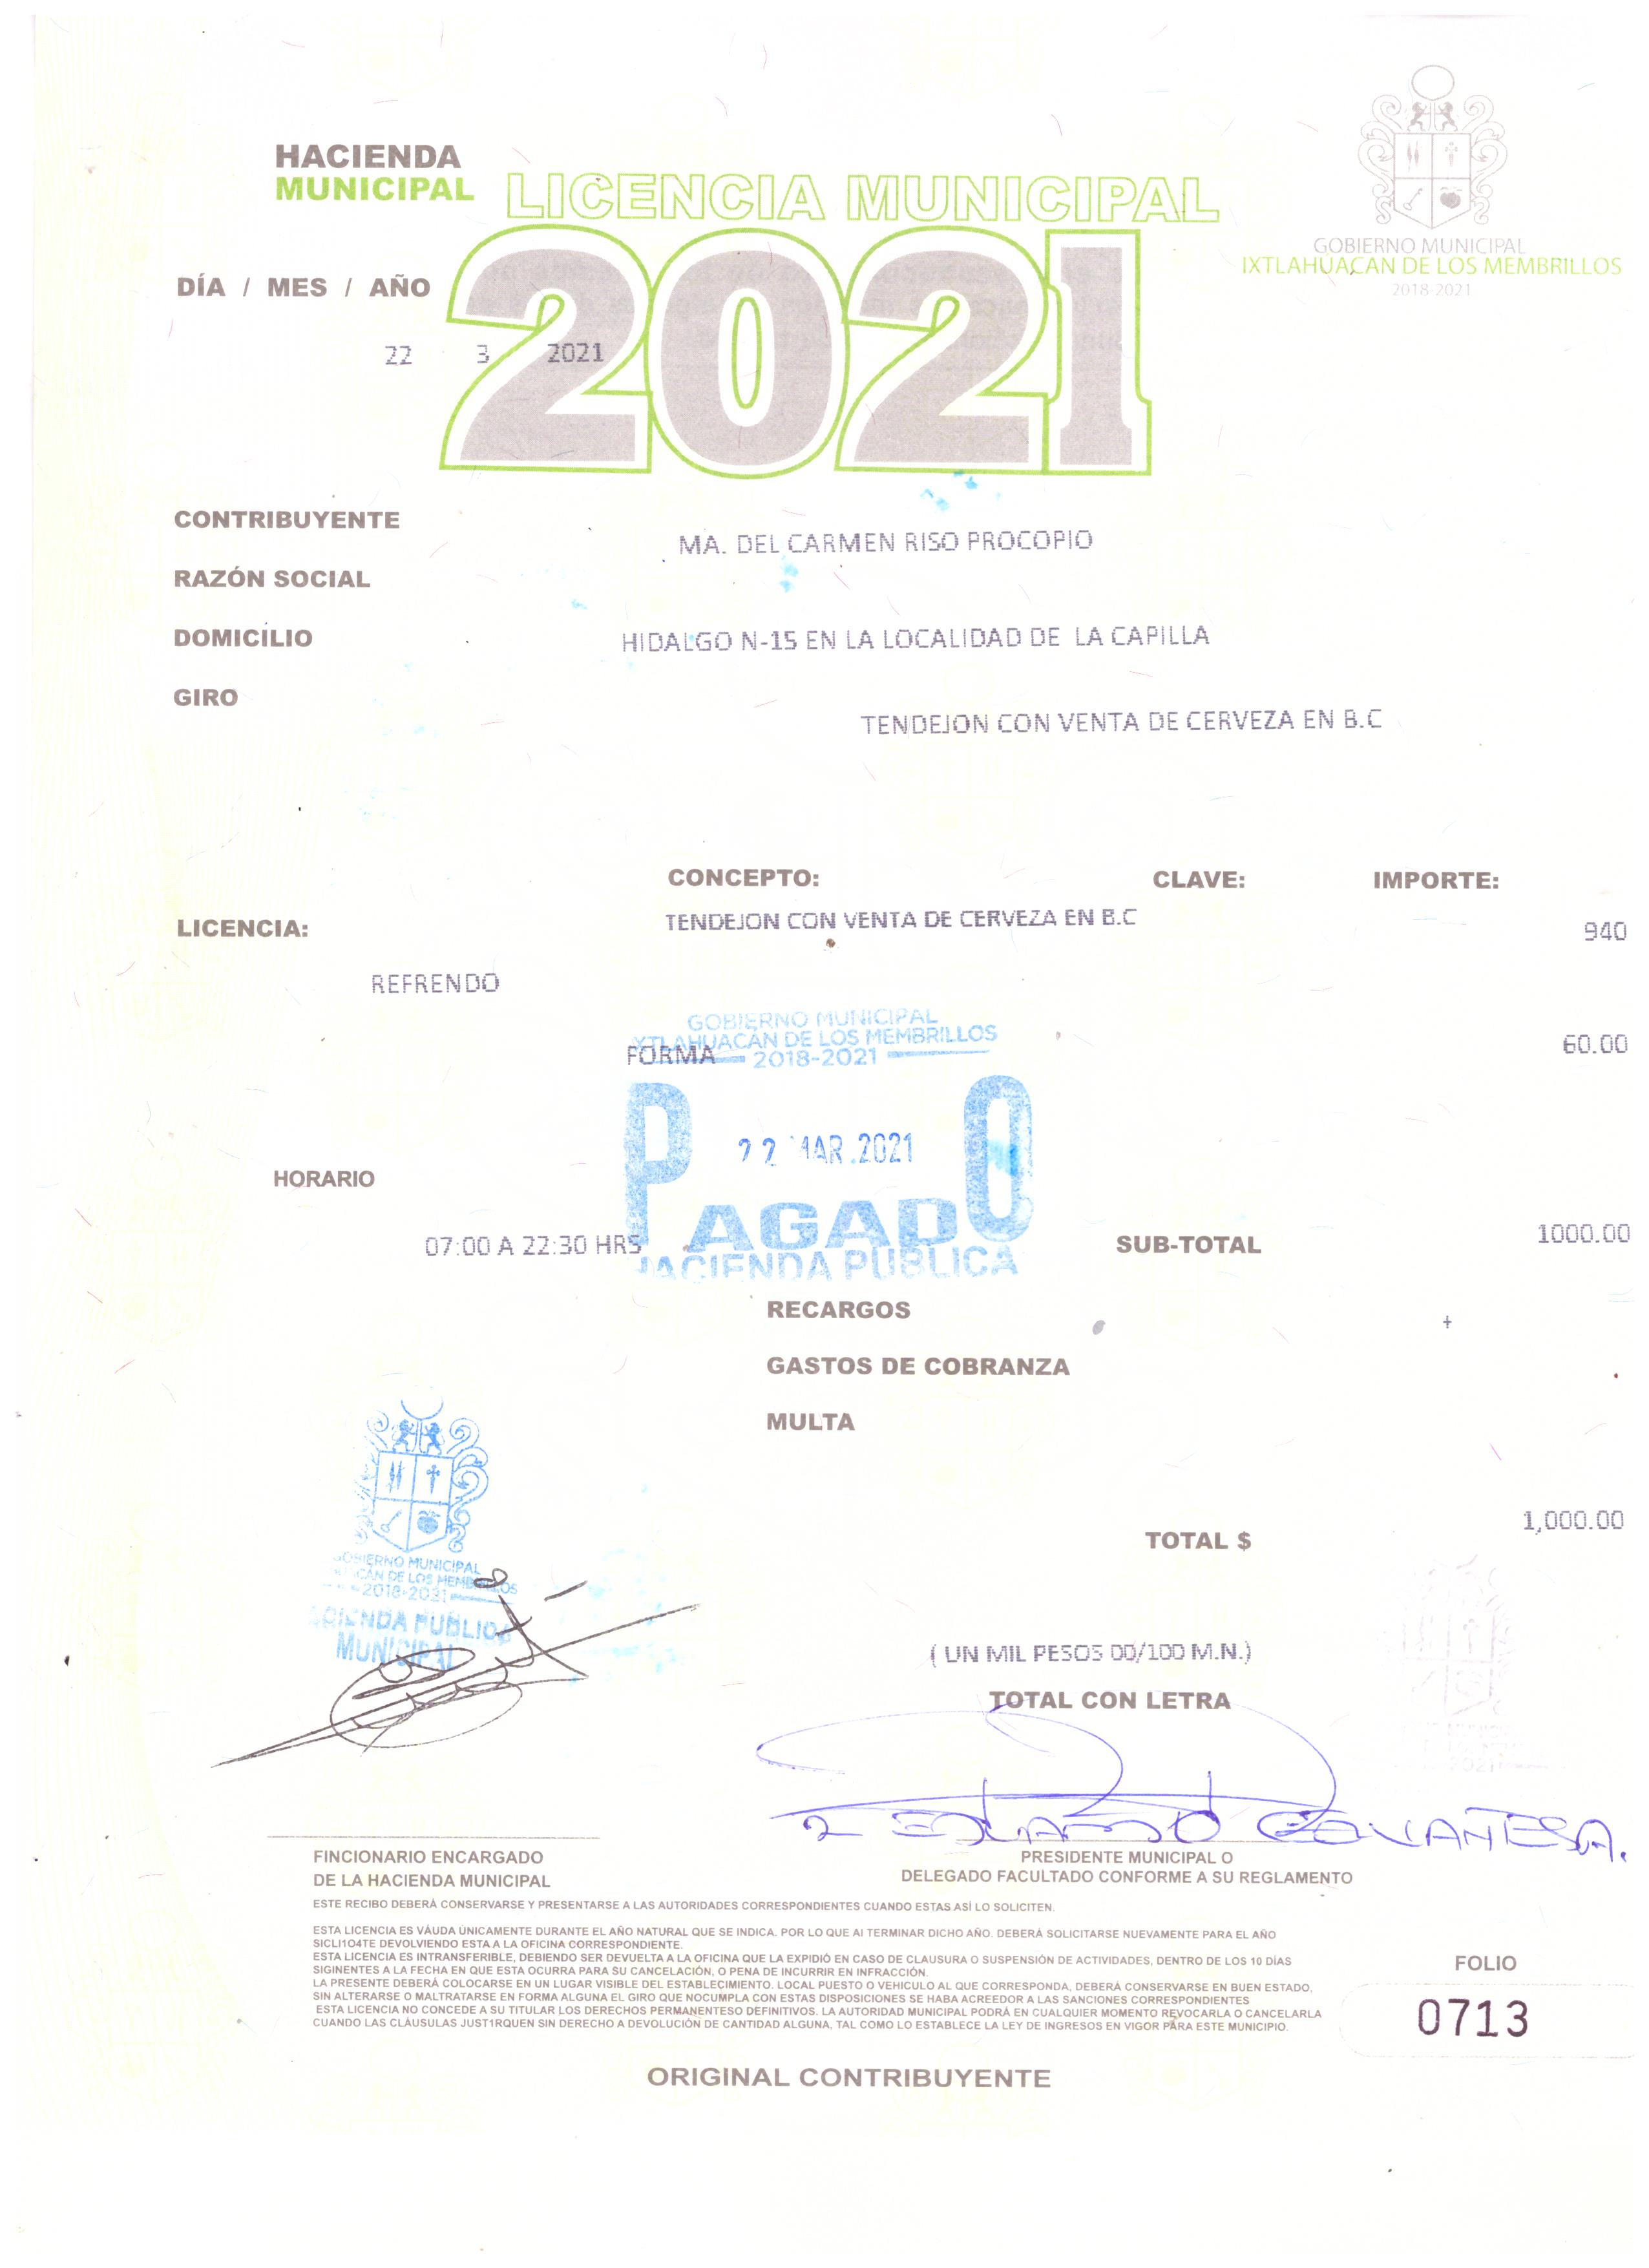 HACIENDA
MUNICIPAL
LICENCIA MUNICIPAL
2021
GOBIERNO MUNICIPAL
IXTLAHUACAN DE LOS MEMBRILLOS
2018-2021
DÍA / MES / AÑO
22 3 2021
CONTRIBUYENTE
MA. DEL CARMEN RISO PROCOPIO
RAZÓN SOCIAL
DOMICILIO
HIDALGO N-15 EN LA LOCALIDAD DE LA CAPILLA
GIRO
TENDEJON CON VENTA DE CERVEZA EN B.C
CONCEPTO: CLAVE: IMPORTE:
LICENCIA: TENDEJON CON VENTA DE CERVEZA EN B.C 940
REFRENDO
GOBIERNO MUNICIPAL
XTLAHUACÁN DE LOS MEMBRILLOS
2018-2021
FORMA 60.00
22 MAR.2021
PAGADO
HACIENDA PUBLICA
HORARIO
07:00 A 22:30 HRS
SUB-TOTAL 1000.00
RECARGOS
GASTOS DE COBRANZA
MULTA
TOTAL $ 1,000.00
GOBIERNO MUNICIPAL
CÁN DE LOS MEMBRILLOS
2018-2021
CIENDA PUBLICA
MUNICIPAL
( UN MIL PESOS 00/100 M.N.)
TOTAL CON LETRA
EDUARDO CERVANTES A.
FINCIONARIO ENCARGADO
DE LA HACIENDA MUNICIPAL
PRESIDENTE MUNICIPAL O
DELEGADO FACULTADO CONFORME A SU REGLAMENTO
ESTE RECIBO DEBERÁ CONSERVARSE Y PRESENTARSE A LAS AUTORIDADES CORRESPONDIENTES CUANDO ESTAS ASÍ LO SOLICITEN.
ESTA LICENCIA ES VÁUDA ÚNICAMENTE DURANTE EL AÑO NATURAL QUE SE INDICA. POR LO QUE AI TERMINAR DICHO AÑO. DEBERÁ SOLICITARSE NUEVAMENTE PARA EL AÑO
SICLI1O4TE DEVOLVIENDO ESTA A LA OFICINA CORRESPONDIENTE.
ESTA LICENCIA ES INTRANSFERIBLE, DEBIENDO SER DEVUELTA A LA OFICINA QUE LA EXPIDIÓ EN CASO DE CLAUSURA O SUSPENSIÓN DE ACTIVIDADES, DENTRO DE LOS 10 DÍAS
SIGINENTES A LA FECHA EN QUE ESTA OCURRA PARA SU CANCELACIÓN, O PENA DE INCURRIR EN INFRACCIÓN.
LA PRESENTE DEBERÁ COLOCARSE EN UN LUGAR VISIBLE DEL ESTABLECIMIENTO. LOCAL PUESTO O VEHICULO AL QUE CORRESPONDA, DEBERÁ CONSERVARSE EN BUEN ESTADO,
SIN ALTERARSE O MALTRATARSE EN FORMA ALGUNA EL GIRO QUE NOCUMPLA CON ESTAS DISPOSICIONES SE HABA ACREEDOR A LAS SANCIONES CORRESPONDIENTES
ESTA LICENCIA NO CONCEDE A SU TITULAR LOS DERECHOS PERMANENTESO DEFINITIVOS. LA AUTORIDAD MUNICIPAL PODRÁ EN CUALQUIER MOMENTO REVOCARLA O CANCELARLA
CUANDO LAS CLÁUSULAS JUST1RQUEN SIN DERECHO A DEVOLUCIÓN DE CANTIDAD ALGUNA, TAL COMO LO ESTABLECE LA LEY DE INGRESOS EN VIGOR PARA ESTE MUNICIPIO.
FOLIO
0713
ORIGINAL CONTRIBUYENTE